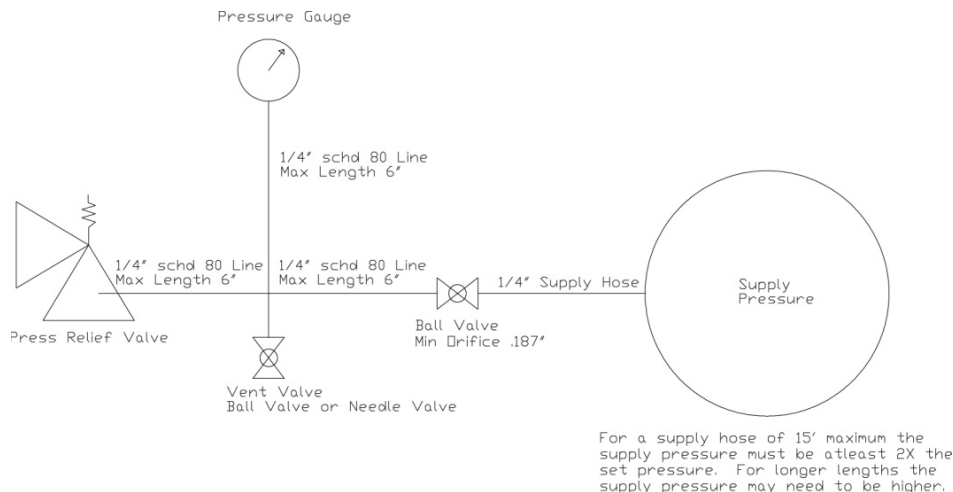 Pressure Gauge
1/4" schd 80 Line
Max Length 6"
1/4" schd 80 Line
Max Length 6"
1/4" schd 80 Line
Max Length 6"
1/4" Supply Hose
Supply
Pressure
Press Relief Valve
Ball Valve
Min Orifice .187"
Vent Valve
Ball Valve or Needle Valve
For a supply hose of 15' maximum the
supply pressure must be atleast 2X the
set pressure. For longer lengths the
supply pressure may need to be higher.